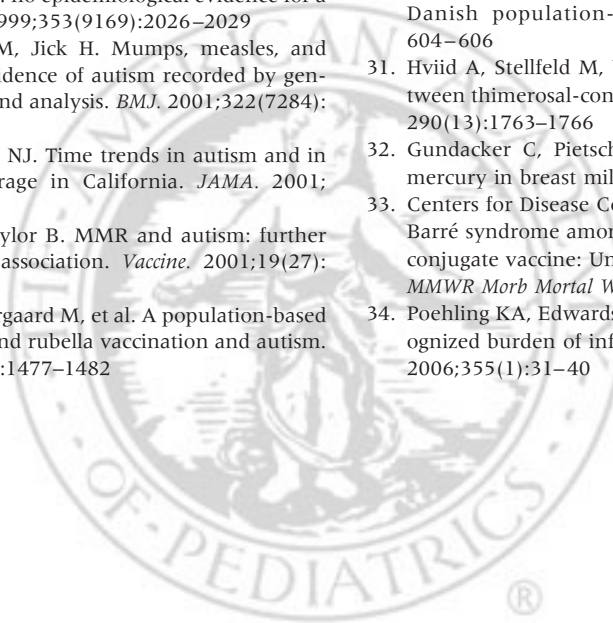 no epidemiological evidence for a
999;353(9169):2026–2029
M, Jick H. Mumps, measles, and
idence of autism recorded by gen-
nd analysis. BMJ. 2001;322(7284):
NJ. Time trends in autism and in
rage in California. JAMA. 2001;
ylor B. MMR and autism: further
association. Vaccine. 2001;19(27):
rgaard M, et al. A population-based
nd rubella vaccination and autism.
:1477–1482
Danish population-
604–606
31. Hviid A, Stellfeld M,
tween thimerosal-con
290(13):1763–1766
32. Gundacker C, Pietsch
mercury in breast mil
33. Centers for Disease Co
Barré syndrome amon
conjugate vaccine: Un
MMWR Morb Mortal W
34. Poehling KA, Edwards
ognized burden of inf
2006;355(1):31–40
OF · PEDIATRICS
®